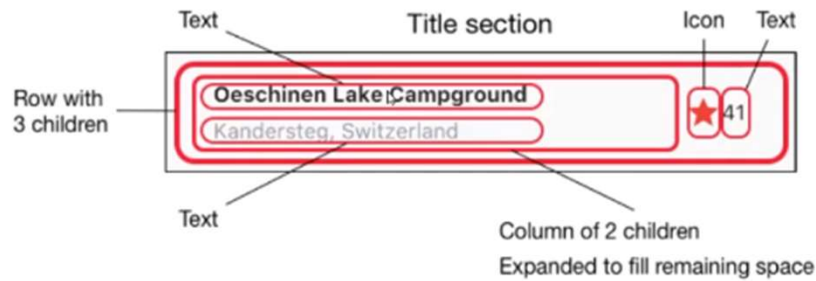 Text
Title section
Icon
Text
Row with
3 children
Oeschinen Lake Campground
Kandersteg, Switzerland
41
Text
Column of 2 children
Expanded to fill remaining space